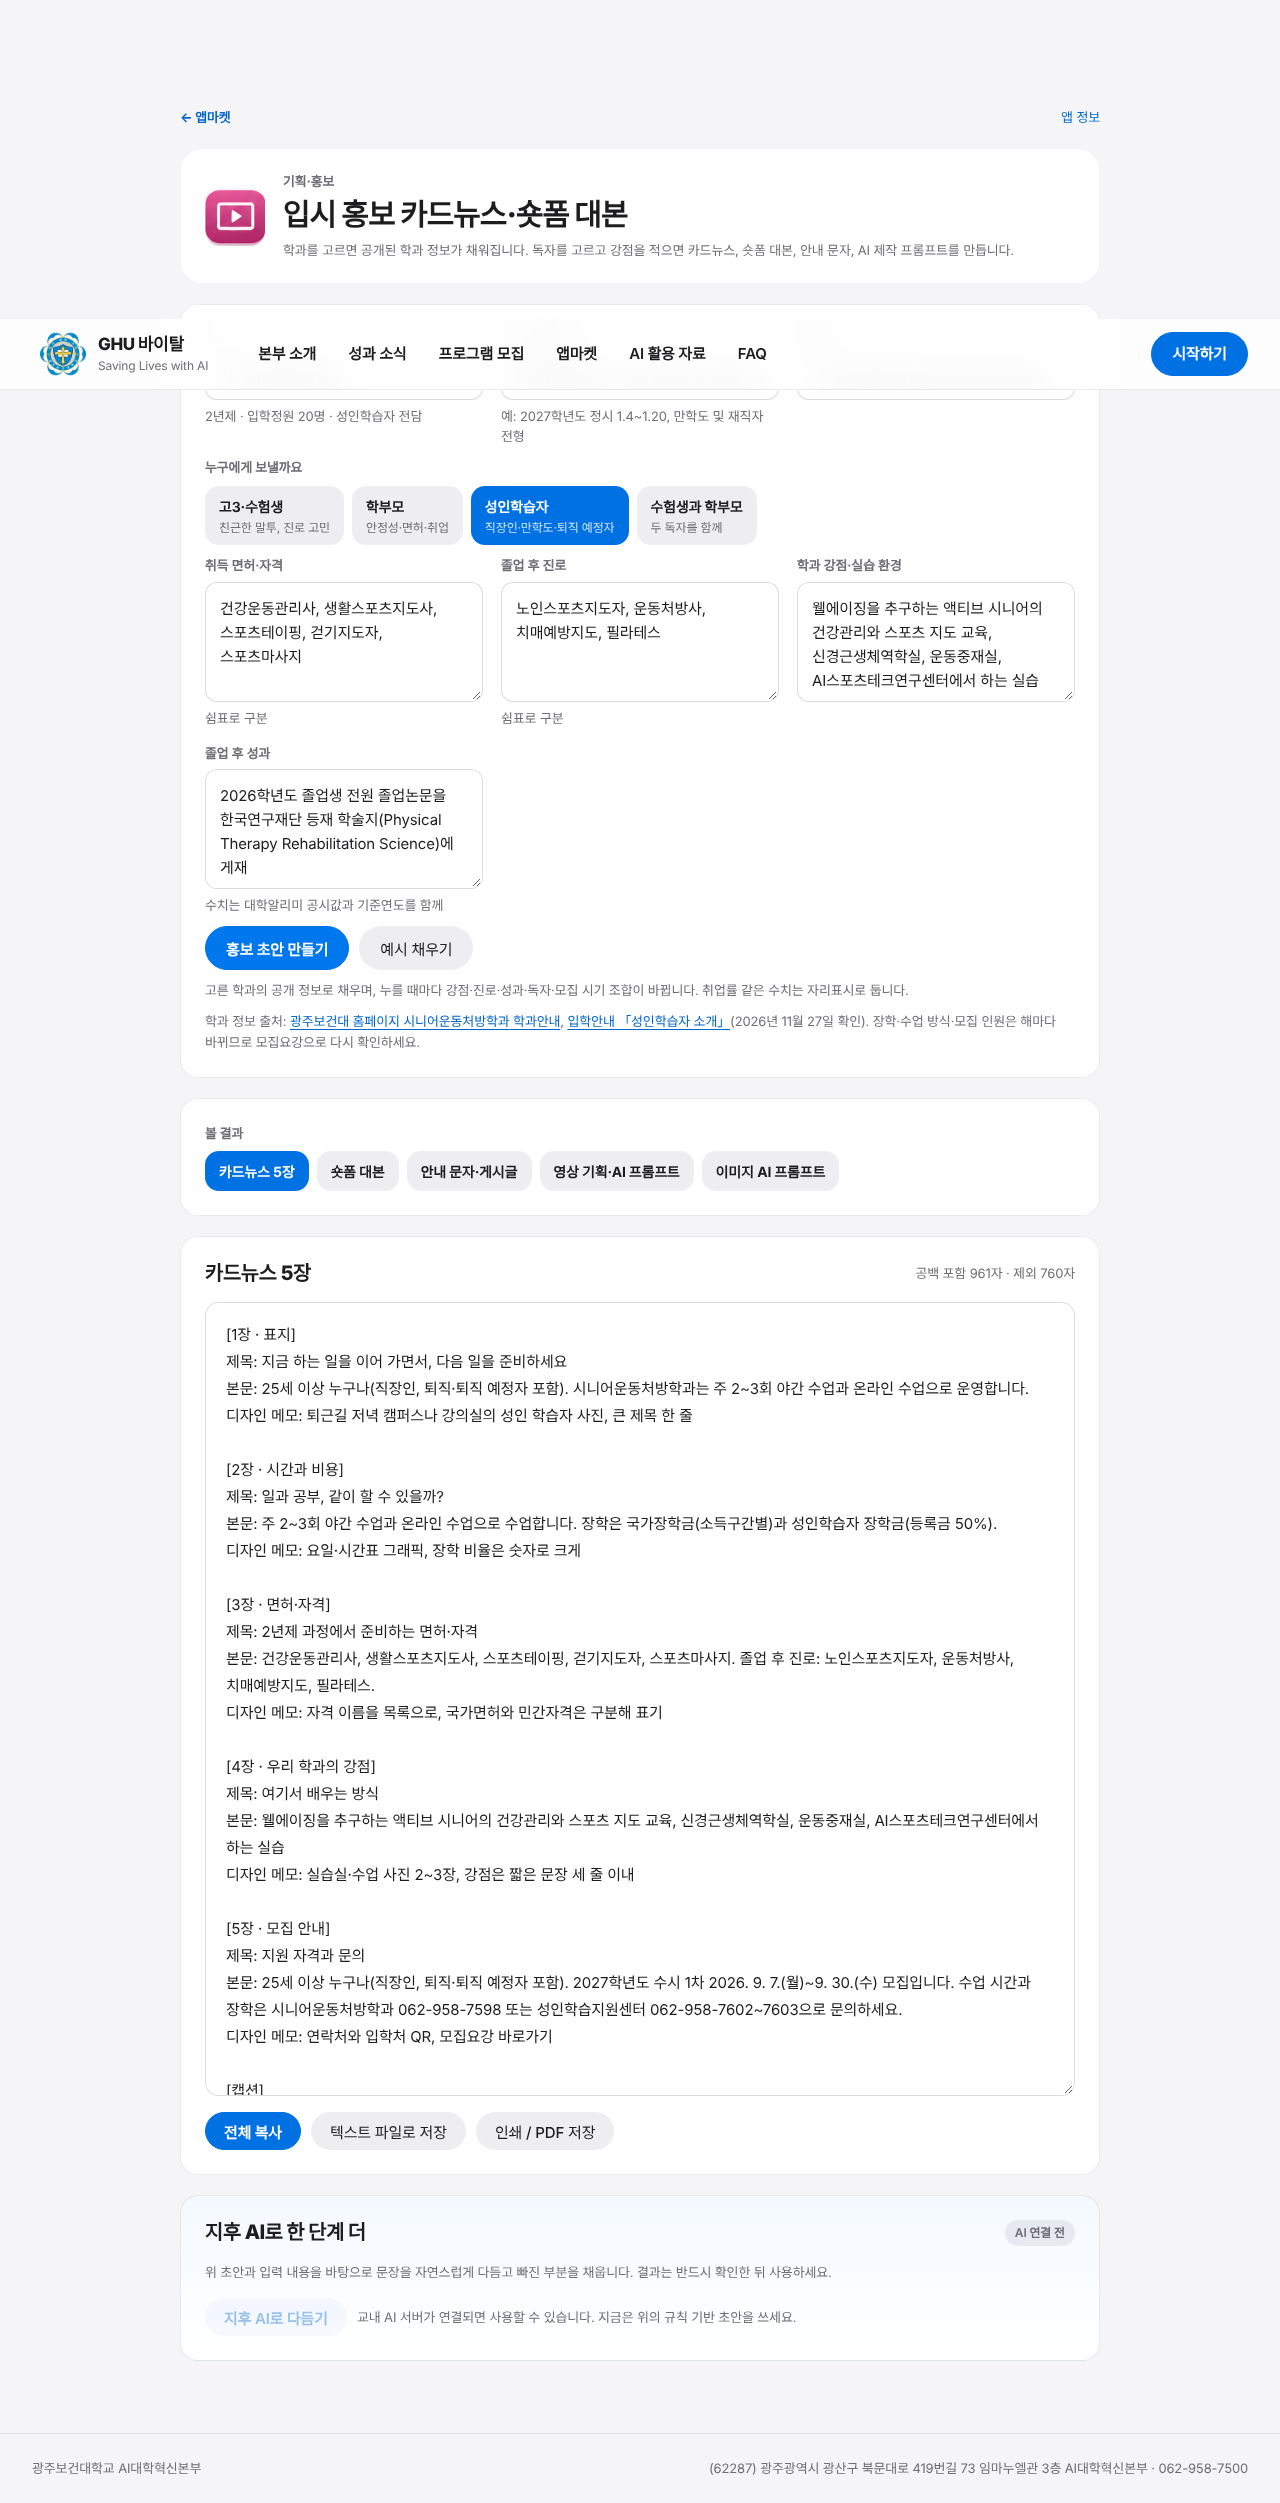 ← 앱마켓
앱 정보
기획·홍보
입시 홍보 카드뉴스·숏폼 대본
학과를 고르면 공개된 학과 정보가 채워집니다. 독자를 고르고 강점을 적으면 카드뉴스, 숏폼 대본, 안내 문자, AI 제작 프롬프트를 만듭니다.
GHU 바이탈
Saving Lives with AI
본부 소개
성과 소식
프로그램 모집
앱마켓
AI 활용 자료
FAQ
시작하기
2년제 · 입학정원 20명 · 성인학습자 전담
예: 2027학년도 정시 1.4~1.20, 만학도 및 재직자
전형
누구에게 보낼까요
고3·수험생
친근한 말투, 진로 고민
학부모
안정성·면허·취업
성인학습자
직장인·만학도·퇴직 예정자
수험생과 학부모
두 독자를 함께
취득 면허·자격
졸업 후 진로
학과 강점·실습 환경
건강운동관리사, 생활스포츠지도사,
스포츠테이핑, 걷기지도자,
스포츠마사지
노인스포츠지도자, 운동처방사,
치매예방지도, 필라테스
웰에이징을 추구하는 액티브 시니어의
건강관리와 스포츠 지도 교육,
신경근생체역학실, 운동중재실,
AI스포츠테크연구센터에서 하는 실습
쉼표로 구분
쉼표로 구분
졸업 후 성과
2026학년도 졸업생 전원 졸업논문을
한국연구재단 등재 학술지(Physical
Therapy Rehabilitation Science)에
게재
수치는 대학알리미 공시값과 기준연도를 함께
홍보 초안 만들기
예시 채우기
고른 학과의 공개 정보로 채우며, 누를 때마다 강점·진로·성과·독자·모집 시기 조합이 바뀝니다. 취업률 같은 수치는 자리표시로 둡니다.
학과 정보 출처: 광주보건대 홈페이지 시니어운동처방학과 학과안내, 입학안내 「성인학습자 소개」(2026년 11월 27일 확인). 장학·수업 방식·모집 인원은 해마다
바뀌므로 모집요강으로 다시 확인하세요.
볼 결과
카드뉴스 5장
숏폼 대본
안내 문자·게시글
영상 기획·AI 프롬프트
이미지 AI 프롬프트
카드뉴스 5장
공백 포함 961자 · 제외 760자
[1장 · 표지]
제목: 지금 하는 일을 이어 가면서, 다음 일을 준비하세요
본문: 25세 이상 누구나(직장인, 퇴직·퇴직 예정자 포함). 시니어운동처방학과는 주 2~3회 야간 수업과 온라인 수업으로 운영합니다.
디자인 메모: 퇴근길 저녁 캠퍼스나 강의실의 성인 학습자 사진, 큰 제목 한 줄
[2장 · 시간과 비용]
제목: 일과 공부, 같이 할 수 있을까?
본문: 주 2~3회 야간 수업과 온라인 수업으로 수업합니다. 장학은 국가장학금(소득구간별)과 성인학습자 장학금(등록금 50%).
디자인 메모: 요일·시간표 그래픽, 장학 비율은 숫자로 크게
[3장 · 면허·자격]
제목: 2년제 과정에서 준비하는 면허·자격
본문: 건강운동관리사, 생활스포츠지도사, 스포츠테이핑, 걷기지도자, 스포츠마사지. 졸업 후 진로: 노인스포츠지도자, 운동처방사,
치매예방지도, 필라테스.
디자인 메모: 자격 이름을 목록으로, 국가면허와 민간자격은 구분해 표기
[4장 · 우리 학과의 강점]
제목: 여기서 배우는 방식
본문: 웰에이징을 추구하는 액티브 시니어의 건강관리와 스포츠 지도 교육, 신경근생체역학실, 운동중재실, AI스포츠테크연구센터에서
하는 실습
디자인 메모: 실습실·수업 사진 2~3장, 강점은 짧은 문장 세 줄 이내
[5장 · 모집 안내]
제목: 지원 자격과 문의
본문: 25세 이상 누구나(직장인, 퇴직·퇴직 예정자 포함). 2027학년도 수시 1차 2026. 9. 7.(월)~9. 30.(수) 모집입니다. 수업 시간과
장학은 시니어운동처방학과 062-958-7598 또는 성인학습지원센터 062-958-7602~7603으로 문의하세요.
디자인 메모: 연락처와 입학처 QR, 모집요강 바로가기
[캡션]
전체 복사
텍스트 파일로 저장
인쇄 / PDF 저장
지후 AI로 한 단계 더
AI 연결 전
위 초안과 입력 내용을 바탕으로 문장을 자연스럽게 다듬고 빠진 부분을 채웁니다. 결과는 반드시 확인한 뒤 사용하세요.
지후 AI로 다듬기
교내 AI 서버가 연결되면 사용할 수 있습니다. 지금은 위의 규칙 기반 초안을 쓰세요.
광주보건대학교 AI대학혁신본부
(62287) 광주광역시 광산구 북문대로 419번길 73 임마누엘관 3층 AI대학혁신본부 · 062-958-7500